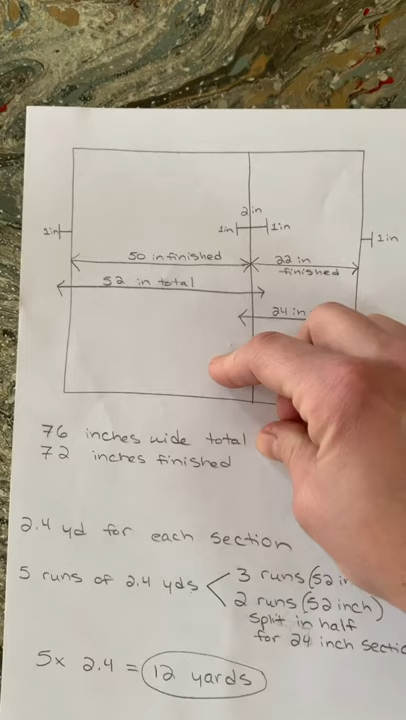 2in
1in
1in
1in
1in
50 in finished
22 in
finished
52 in total
24 in
76 inches wide total
72 inches finished
2.4 yd for each section
5 runs of 2.4 yds
3 runs (52 in
2 runs (52 inch)
split in half
for 24 inch
5x 2.4 = 12 yards